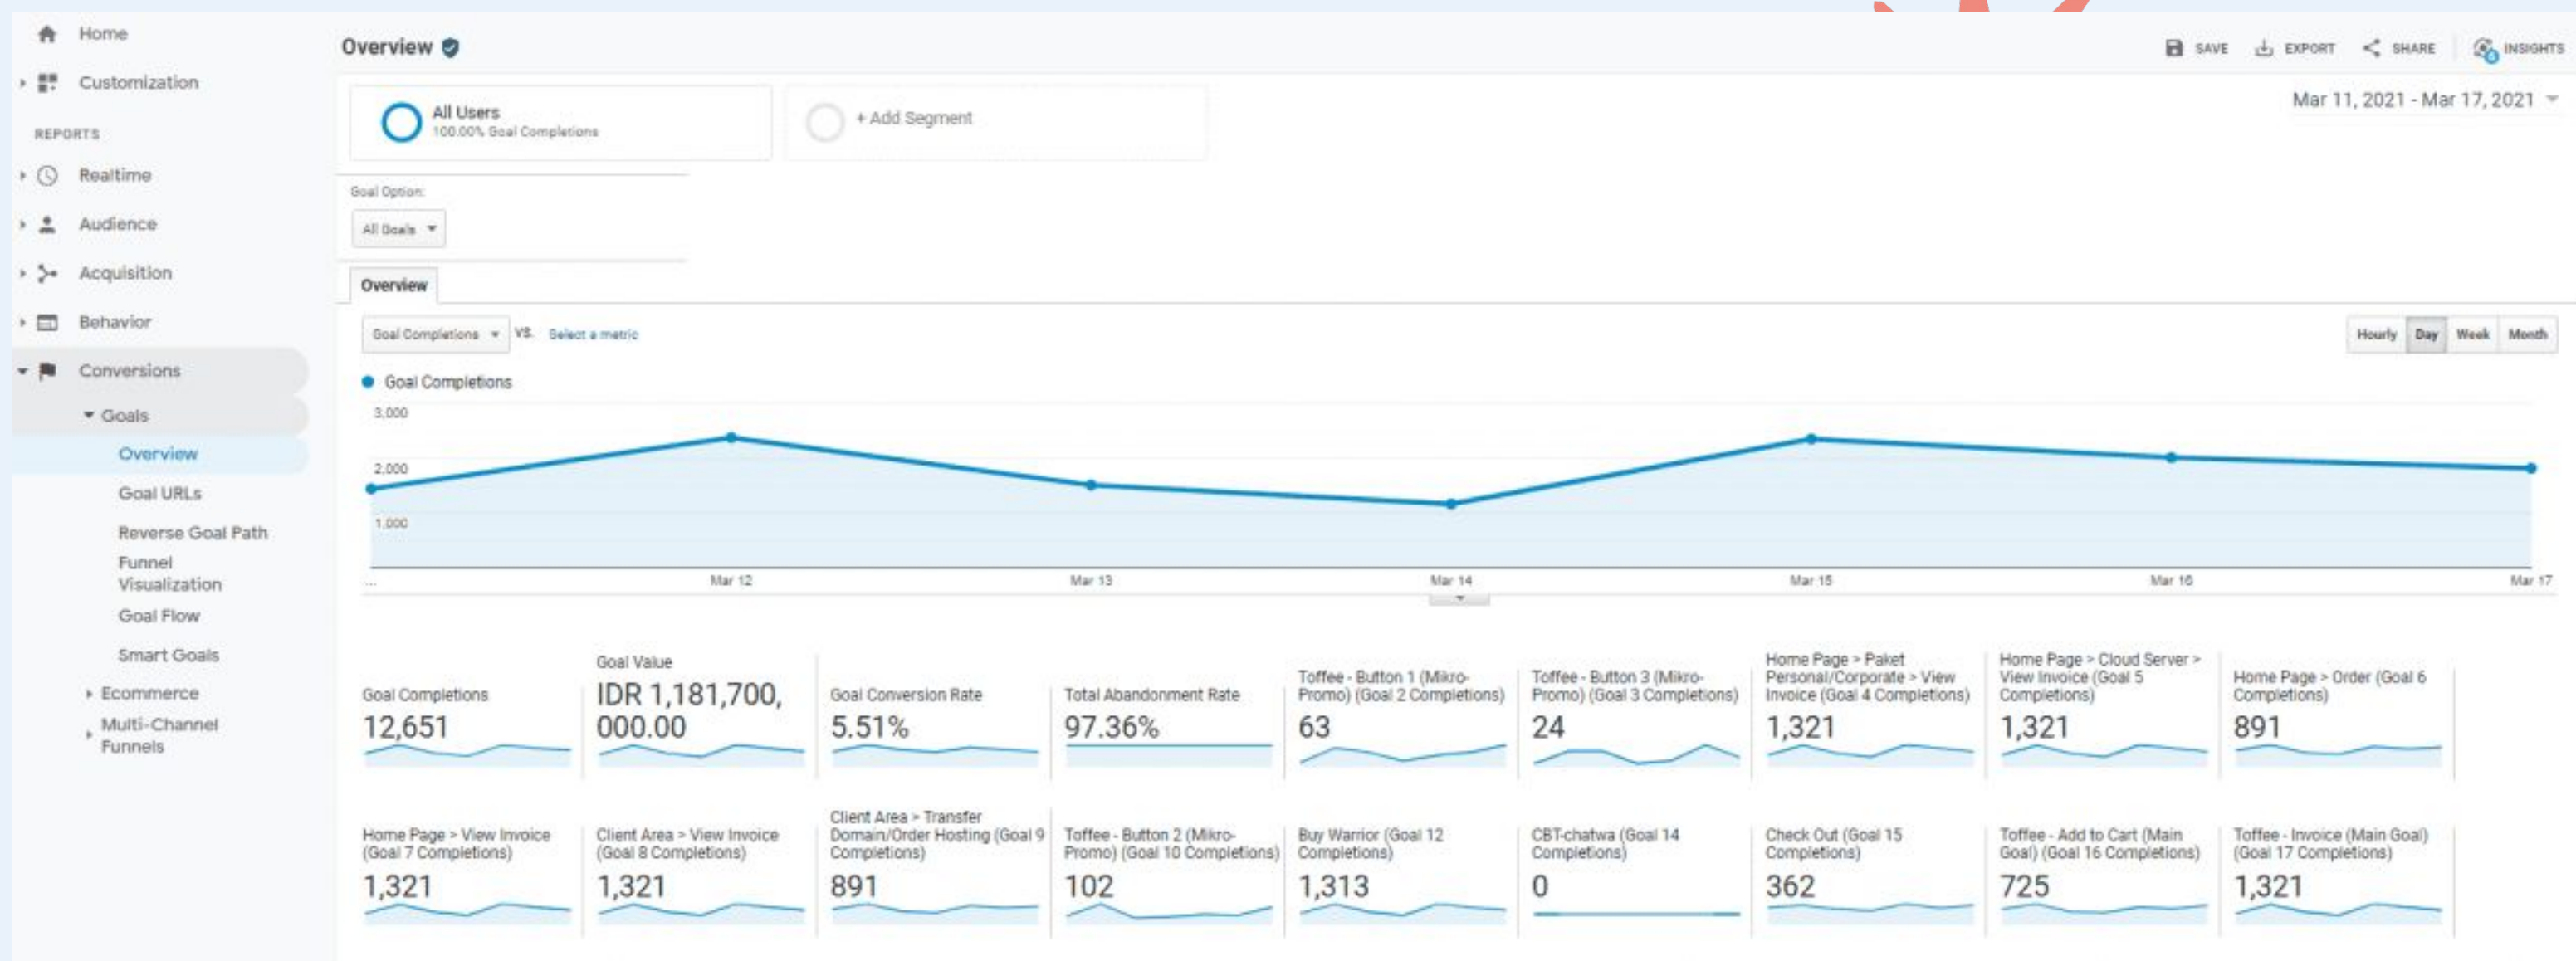 Home
Customization
REPORTS
Realtime
Audience
Acquisition
Behavior
Conversions
Goals
Overview
Goal URLs
Reverse Goal Path
Funnel
Visualization
Goal Flow
Smart Goals
Ecommerce
Multi-Channel
Funnels
Overview
SAVE
EXPORT
SHARE
INSIGHTS
All Users
100.00% Goal Completions
+ Add Segment
Mar 11, 2021 - Mar 17, 2021
Goal Option:
All Goals
Overview
Goal Completions
VS.
Select a metric
Hourly
Day
Week
Month
Goal Completions
3,000
2,000
1,000
...
Mar 12
Mar 13
Mar 14
Mar 15
Mar 16
Mar 17
Goal Completions
12,651
Goal Value
IDR 1,181,700,
000.00
Goal Conversion Rate
5.51%
Total Abandonment Rate
97.36%
Toffee - Button 1 (Mikro-
Promo) (Goal 2 Completions)
63
Toffee - Button 3 (Mikro-
Promo) (Goal 3 Completions)
24
Home Page > Paket
Personal/Corporate > View
Invoice (Goal 4 Completions)
1,321
Home Page > Cloud Server >
View Invoice (Goal 5
Completions)
1,321
Home Page > Order (Goal 6
Completions)
891
Home Page > View Invoice
(Goal 7 Completions)
1,321
Client Area > View Invoice
(Goal 8 Completions)
1,321
Client Area > Transfer
Domain/Order Hosting (Goal 9
Completions)
891
Toffee - Button 2 (Mikro-
Promo) (Goal 10 Completions)
102
Buy Warrior (Goal 12
Completions)
1,313
CBT-chatwa (Goal 14
Completions)
0
Check Out (Goal 15
Completions)
362
Toffee - Add to Cart (Main
Goal) (Goal 16 Completions)
725
Toffee - Invoice (Main Goal)
(Goal 17 Completions)
1,321